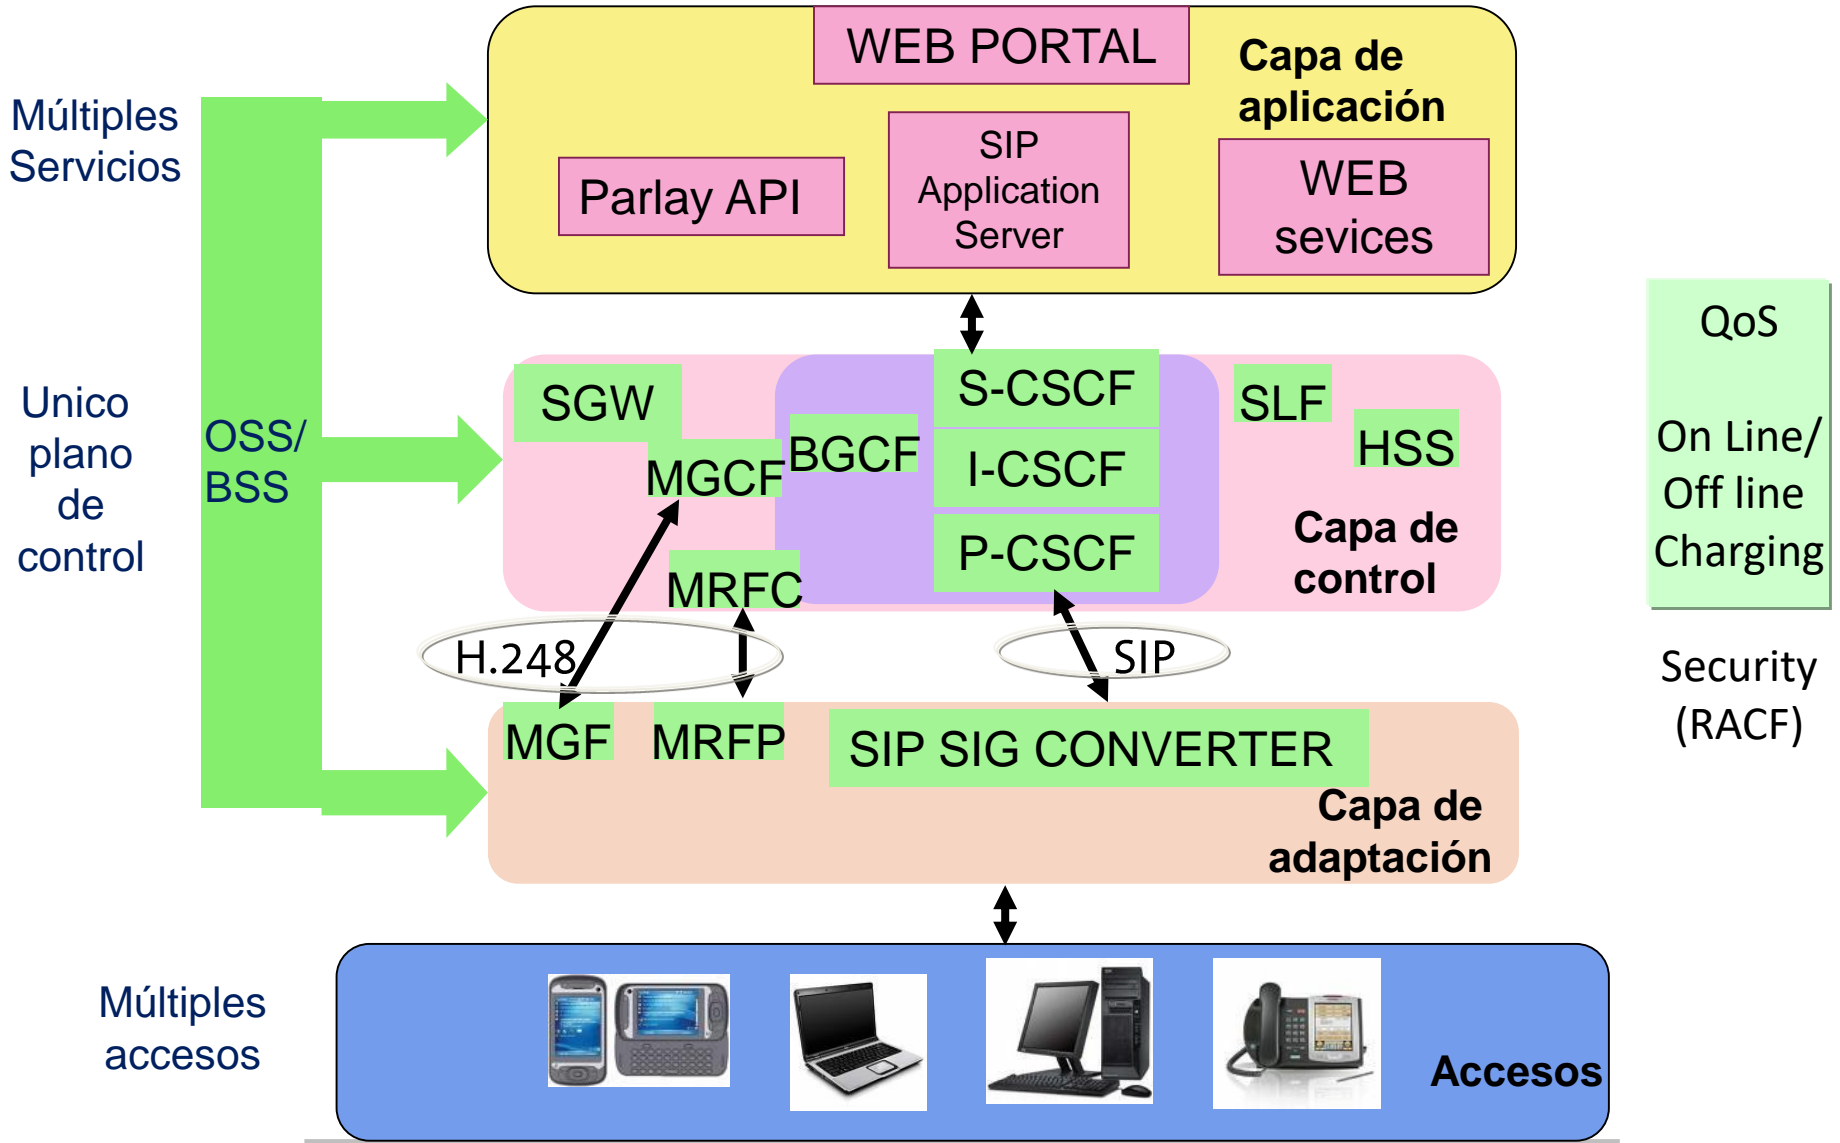 WEB PORTAL
Capa de
aplicación
Múltiples
Servicios
Parlay API
SIP
Application
Server
WEB
sevices
Unico
plano
de
control
OSS/
BSS
SGW
MGCF
BGCF
S-CSCF
I-CSCF
P-CSCF
SLF
HSS
MRFC
Capa de
control
QoS
On Line/
Off line
Charging
Security
(RACF)
H.248
SIP
MGF
MRFP
SIP SIG CONVERTER
Capa de
adaptación
Múltiples
accesos
Accesos